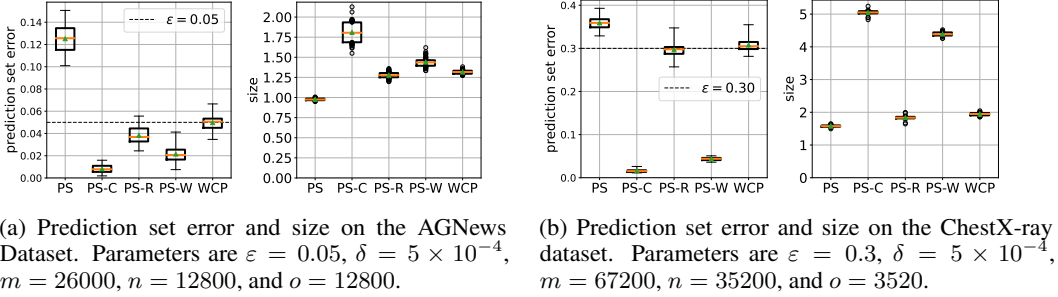 prediction set error
0.14
0.12
0.10
0.08
0.06
0.04
0.02
0.00
ε = 0.05
PS PS-C PS-R PS-W WCP
size
2.00
1.75
1.50
1.25
1.00
0.75
0.50
0.25
0.00
PS PS-C PS-R PS-W WCP
prediction set error
0.4
0.3
0.2
0.1
0.0
ε = 0.30
PS PS-C PS-R PS-W WCP
size
5
4
3
2
1
0
PS PS-C PS-R PS-W WCP
(a) Prediction set error and size on the AGNews
Dataset. Parameters are ε = 0.05, δ = 5 × 10⁻⁴,
m = 26000, n = 12800, and o = 12800.
(b) Prediction set error and size on the ChestX-ray
dataset. Parameters are ε = 0.3, δ = 5 × 10⁻⁴,
m = 67200, n = 35200, and o = 3520.